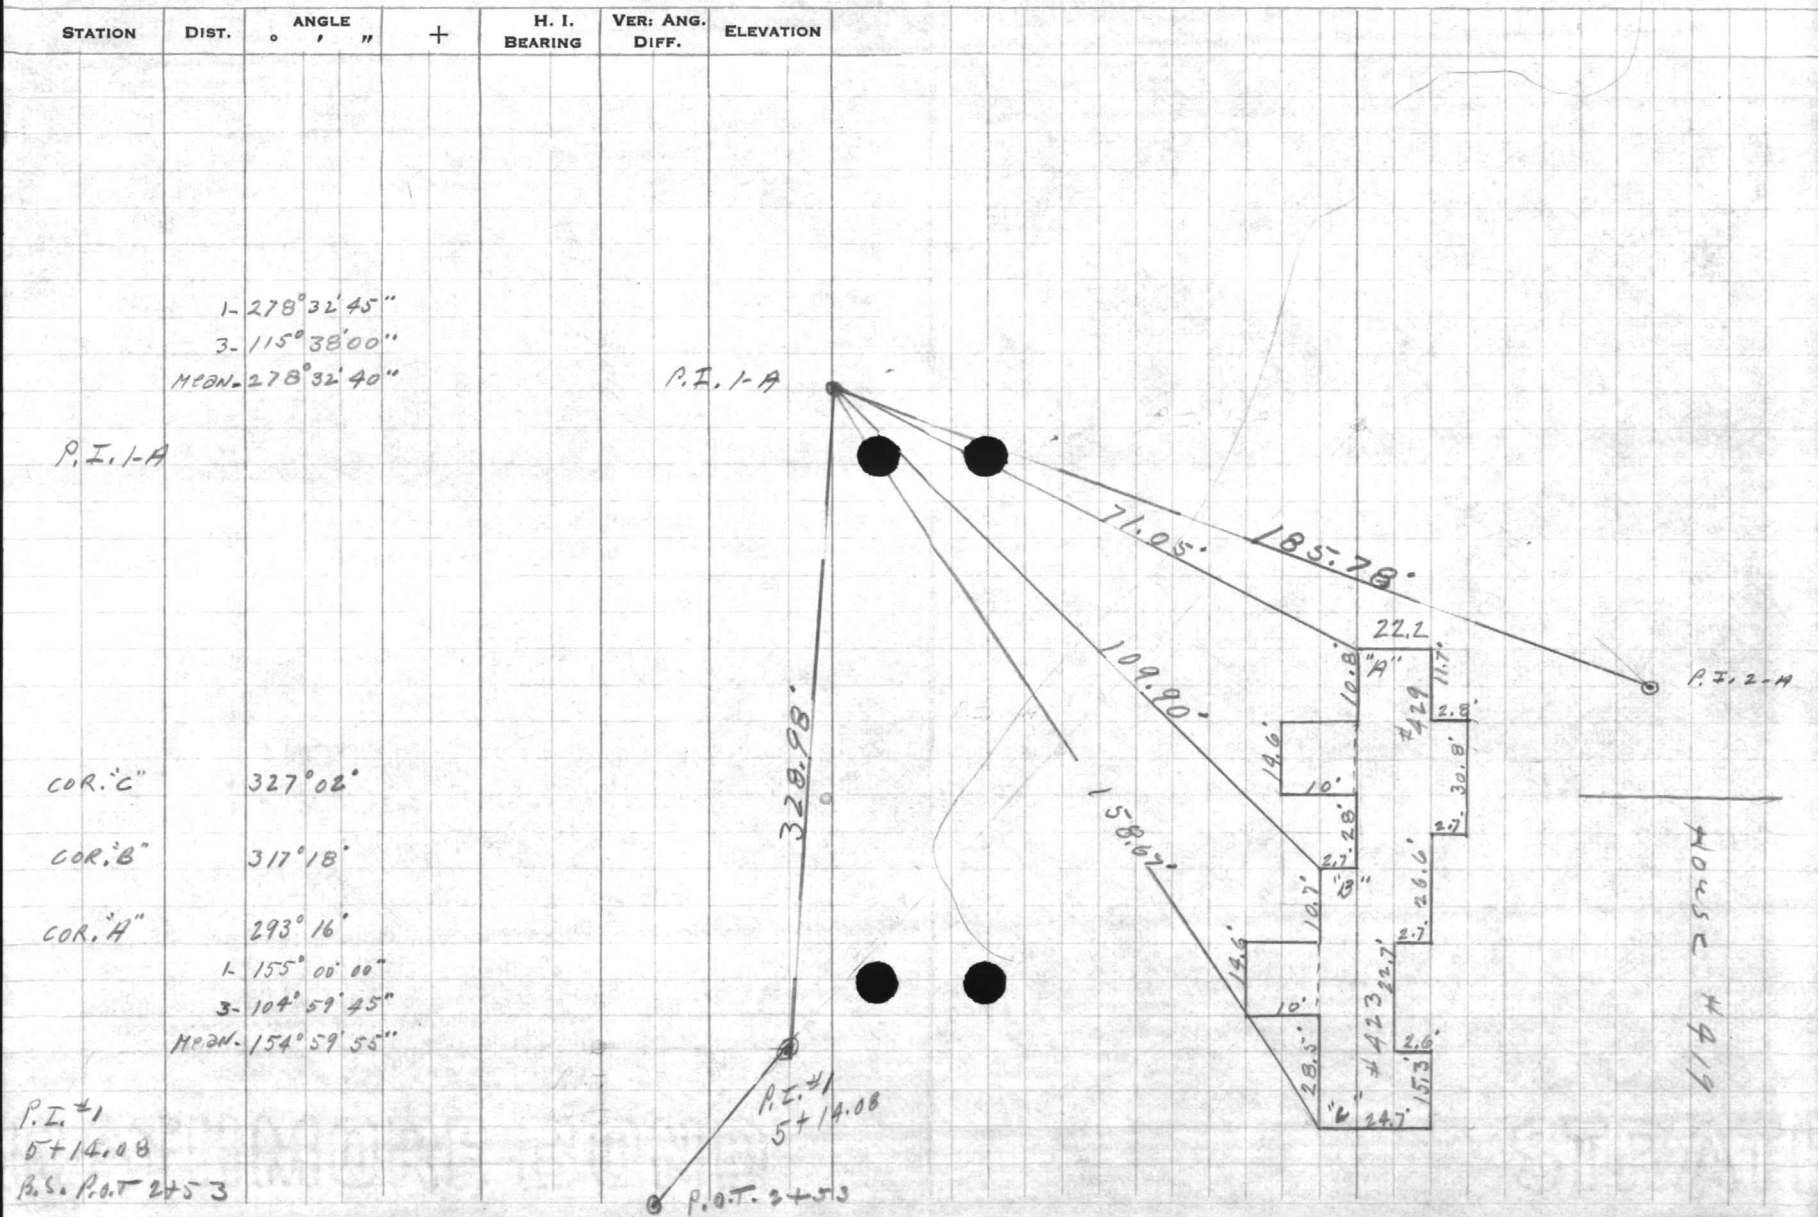 STATION DIST. ANGLE ° ' " + H. I. BEARING VER: ANG. DIFF. ELEVATION
1- 278° 32' 45"
3- 115° 38' 00"
Mean- 278° 32' 40"
P.I. 1-A
COR. "C" 327° 02'
COR. "B" 317° 18'
COR. "A" 293° 16'
1- 155° 00' 00"
3- 104° 59' 45"
Mean- 154° 59' 55"
P.I. #1
5+14.08
B.S. P.O.T 2+53
P.I. 1-A
71.05'
185.78'
109.90'
158.67'
328.98'
22.2
"A"
10.8'
11.7'
#429
2.8'
P.I. 2-A
14.6'
10'
30.8'
28'
2.7'
2.7'
"B"
26.6'
10.7'
2.7'
14.6'
22.7'
10'
#423
2.6'
28.5'
15.3'
"C"
24.7'
House #419
P.I. #1
5+14.08
P.O.T. 2+53